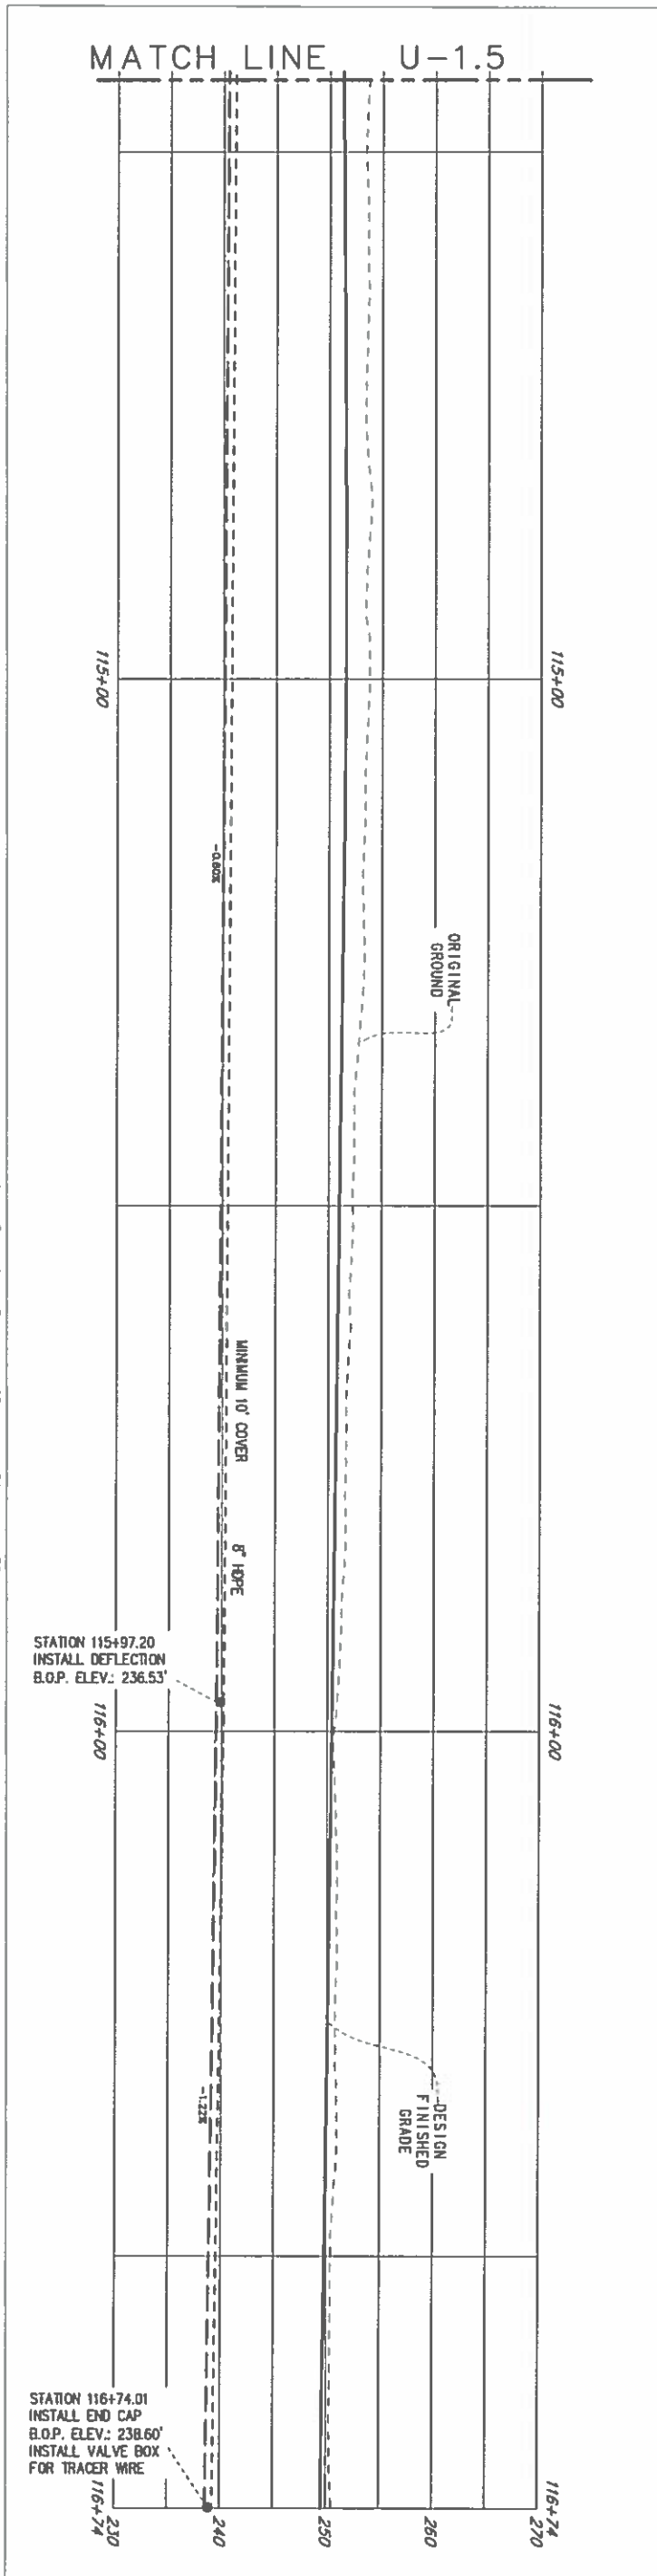 MATCH LINE U-1.5
115+00
115+00
-0.60%
ORIGINAL
GROUND
MINIMUM 10' COVER
8" HDPE
STATION 115+97.20
INSTALL DEFLECTION
B.O.P. ELEV.: 236.53'
116+00
116+00
-1.22%
DESIGN
FINISHED
GRADE
STATION 116+74.01
INSTALL END CAP
B.O.P. ELEV.: 238.60'
INSTALL VALVE BOX
FOR TRACER WIRE
116+74
116+74
230
240
250
260
270